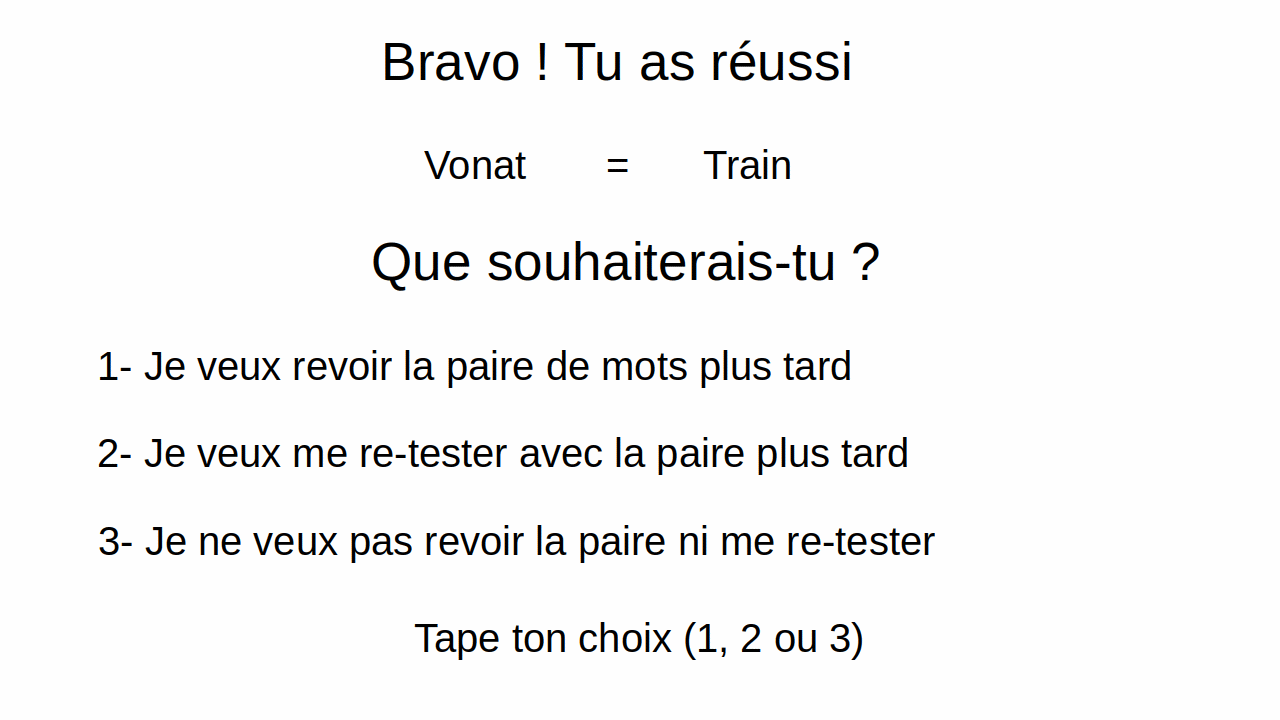 Bravo ! Tu as réussi
Vonat = Train
Que souhaiterais-tu ?
1- Je veux revoir la paire de mots plus tard
2- Je veux me re-tester avec la paire plus tard
3- Je ne veux pas revoir la paire ni me re-tester
Tape ton choix (1, 2 ou 3)